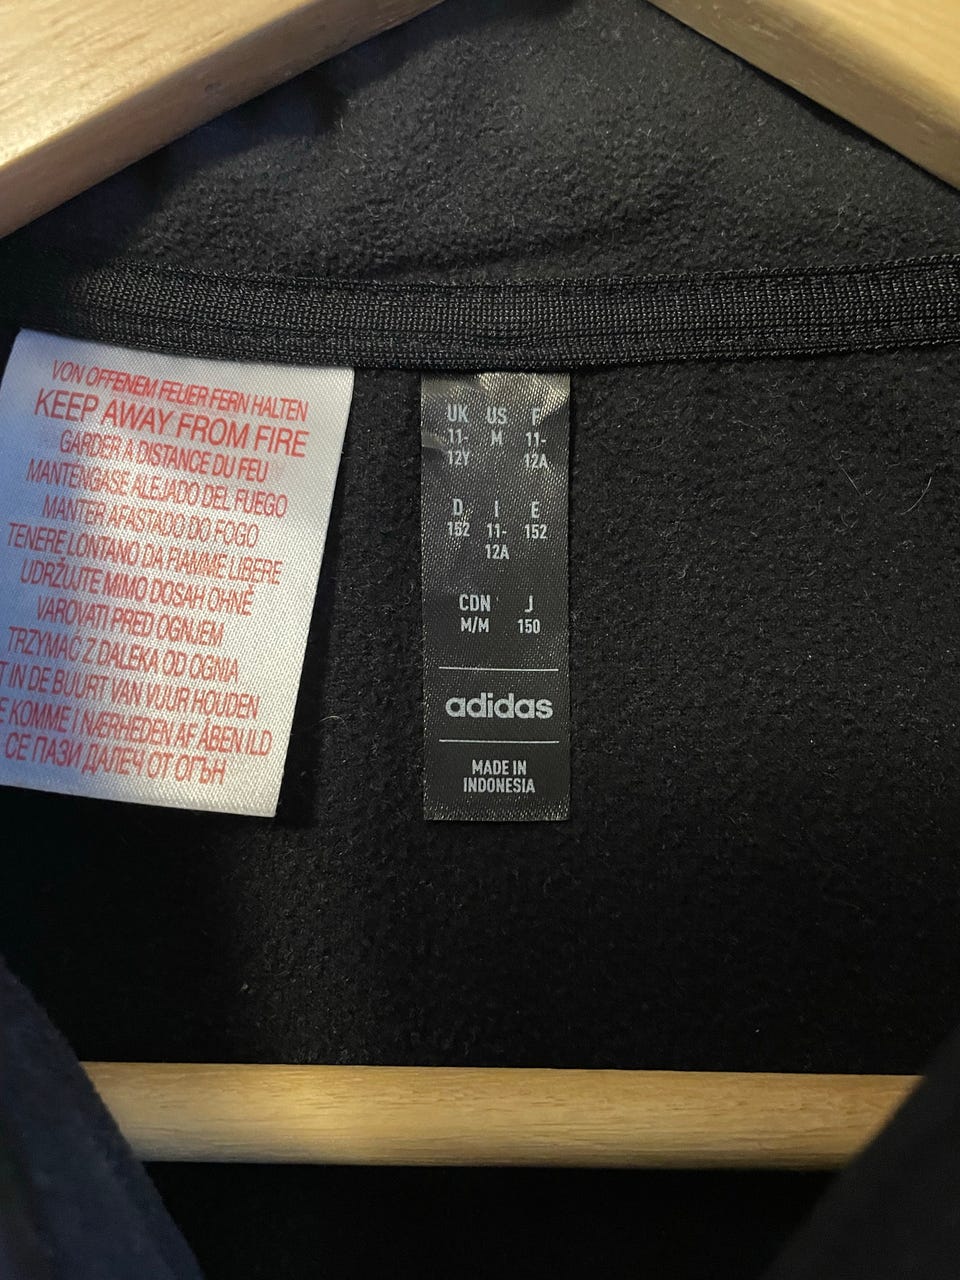 VON OFFENEM FEUER FERN HALTEN
KEEP AWAY FROM FIRE
GARDER A DISTANCE DU FEU
MANTENGASE ALEJADO DEL FUEGO
MANTER AFASTADO DO FOGO
TENERE LONTANO DA FIAMME LIBERE
UDRŽUJTE MIMO DOSAH OHNĚ
VAROVATI PRED OGNJEM
TRZYMAĆ Z DALEKA OD OGNIA
IN DE BUURT VAN VUUR HOUDEN
KOMME I NÆRHEDEN AF ÅBEN ILD
СЕ ПАЗИ ДАЛЕЧ ОТ ОГЪН
UK US F
11- M 11-
12Y 12A
D I E
152 11- 152
12A
CDN J
M/M 150
adidas
MADE IN
INDONESIA